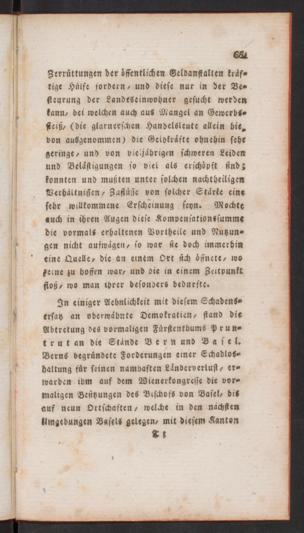 651
Zerrüttungen der öffentlichen Geldanstalten kräf-
tige Hülfe fordern, und diese nur in der Be-
steurung der Landeseinwohner gesucht werden
kann, bei welchen auch aus Mangel an Gewerbs-
fleiß, (die glarnerschen Handelsleute allein hie-
von ausgenommen) die Geldkräfte ohnehin sehr
geringe, und von vieljährigen schweren Leiden
und Belästigungen so viel als erschöpft sind;
konnten und mußten unter solchen nachtheiligen
Verhältnissen, Zuflüsse von solcher Stärke eine
sehr willkommene Erscheinung seyn. Mochte
auch in ihren Augen diese Kompensationssumme
die vormals erhaltenen Vortheile und Nutzun-
gen nicht aufwägen, so war sie doch immerhin
eine Quelle, die an einem Ort sich öffnete, wo
keine zu hoffen war, und die in einem Zeitpunkt
floß, wo man ihrer besonders bedurfte.
In einiger Aehnlichkeit mit diesem Schadens-
ersatz an oberwähnte Demokratien, stand die
Abtretung des vormaligen Fürstenthums Prun-
trut an die Stände Bern und Basel.
Berns begründete Forderungen einer Schadlos-
haltung für seinen namhaften Länderverlust, er-
warben ihm auf dem Wienerkongresse die vor-
maligen Besitzungen des Bischofs von Basel, bis
auf neun Ortschaften, welche in den nächsten
Umgebungen Basels gelegen, mit diesem Kanton